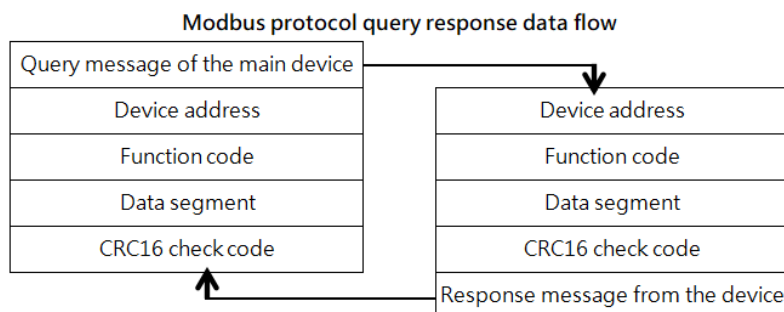 Modbus protocol query response data flow
Query message of the main device
Device address
Function code
Data segment
CRC16 check code
Device address
Function code
Data segment
CRC16 check code
Response message from the device